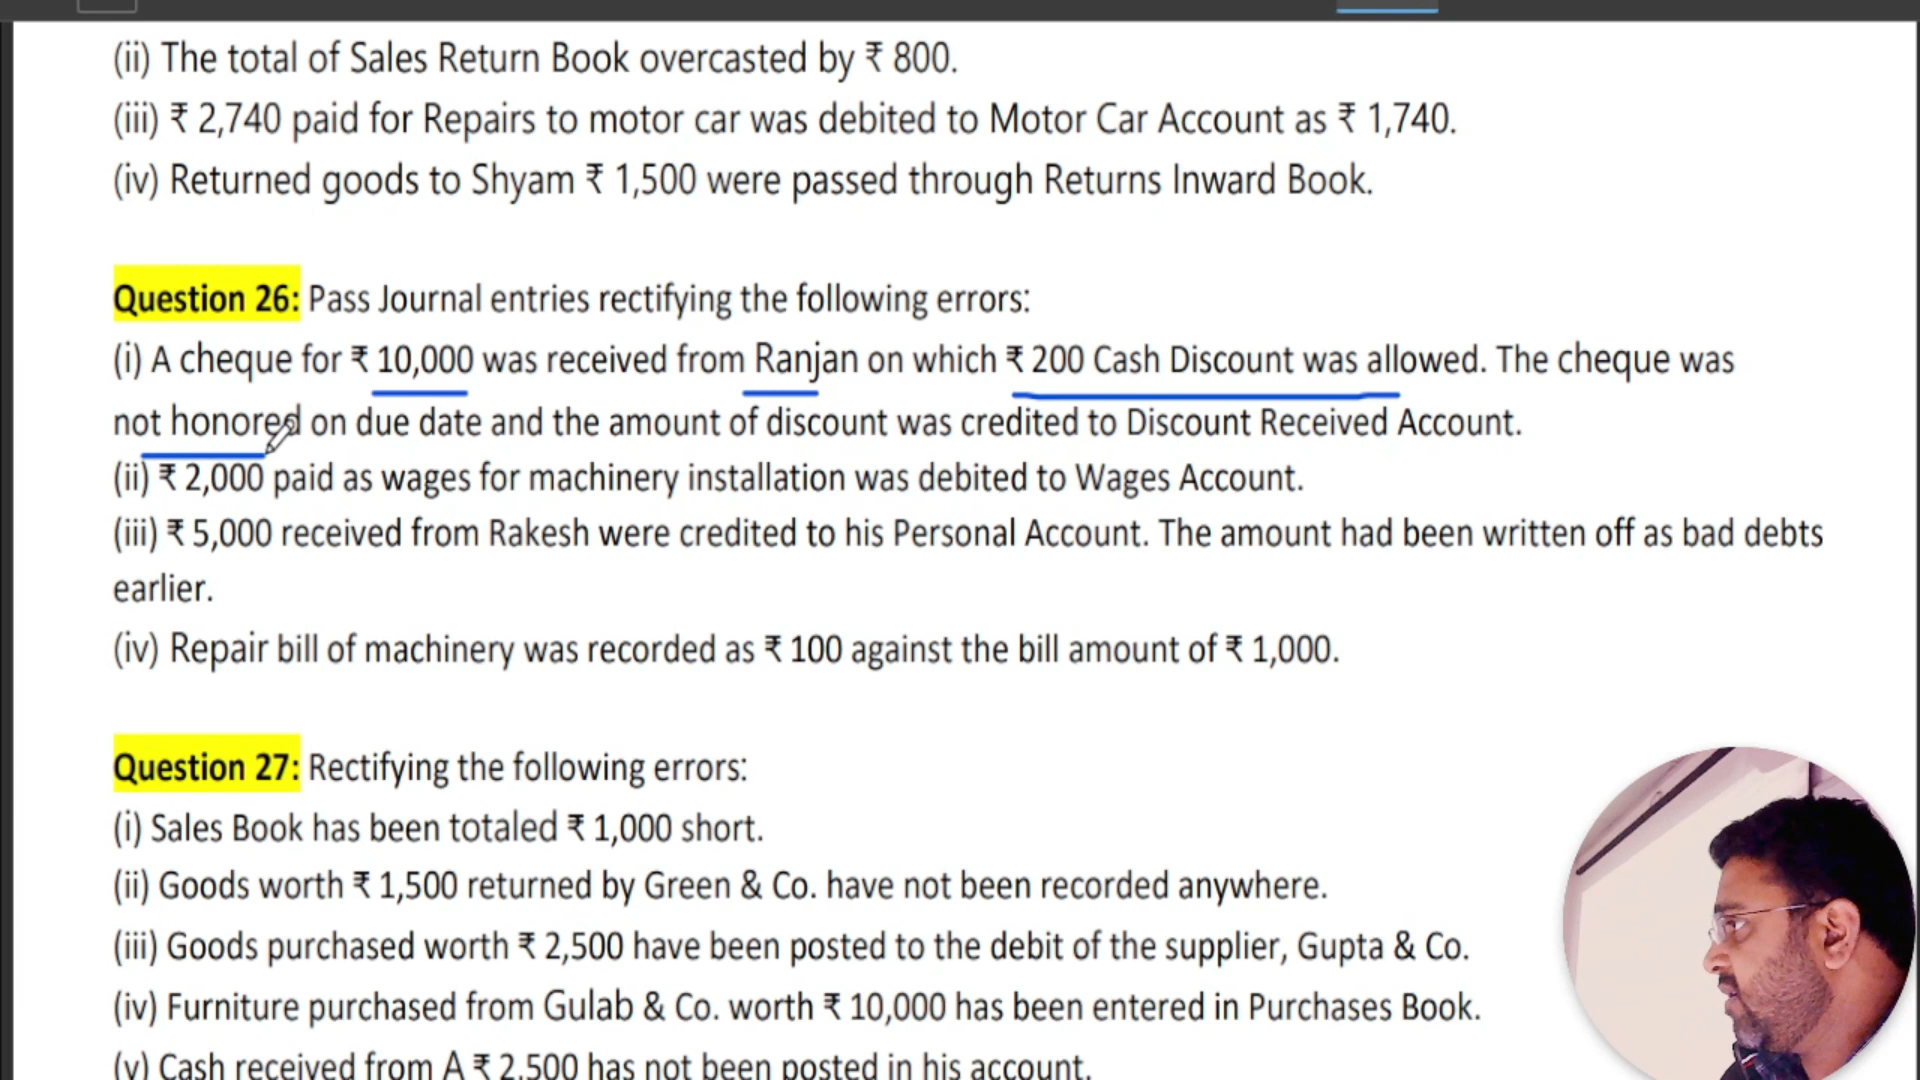 (ii) The total of Sales Return Book overcasted by ₹ 800.
(iii) ₹ 2,740 paid for Repairs to motor car was debited to Motor Car Account as ₹ 1,740.
(iv) Returned goods to Shyam ₹ 1,500 were passed through Returns Inward Book.
Question 26: Pass Journal entries rectifying the following errors:
(i) A cheque for ₹ 10,000 was received from Ranjan on which ₹ 200 Cash Discount was allowed. The cheque was
not honored on due date and the amount of discount was credited to Discount Received Account.
(ii) ₹ 2,000 paid as wages for machinery installation was debited to Wages Account.
(iii) ₹ 5,000 received from Rakesh were credited to his Personal Account. The amount had been written off as bad debts
earlier.
(iv) Repair bill of machinery was recorded as ₹ 100 against the bill amount of ₹ 1,000.
Question 27: Rectifying the following errors:
(i) Sales Book has been totaled ₹ 1,000 short.
(ii) Goods worth ₹ 1,500 returned by Green & Co. have not been recorded anywhere.
(iii) Goods purchased worth ₹ 2,500 have been posted to the debit of the supplier, Gupta & Co.
(iv) Furniture purchased from Gulab & Co. worth ₹ 10,000 has been entered in Purchases Book.
(v) Cash received from A ₹ 2,500 has not been posted in his account.